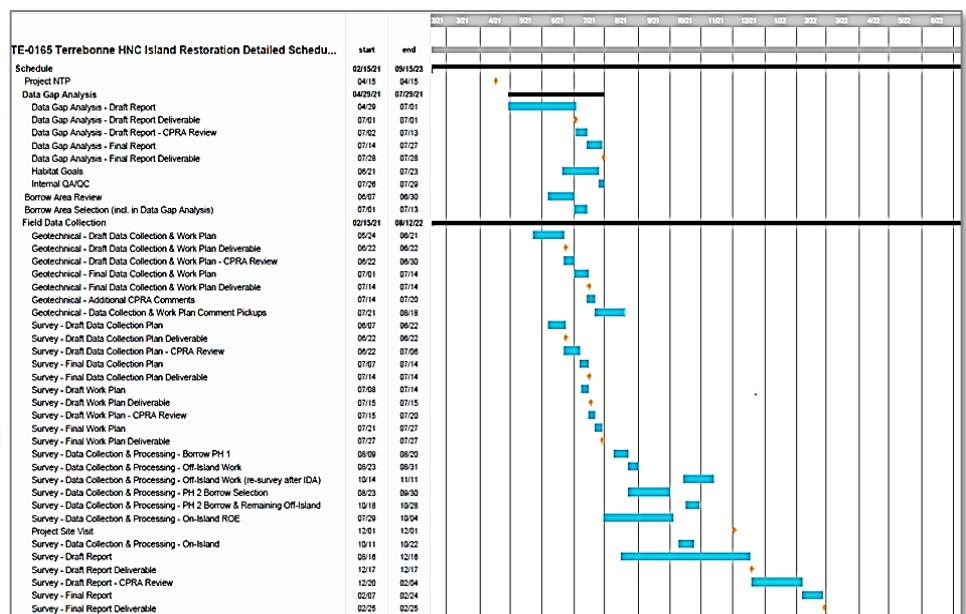 2/21 3/21 4/21 5/21 6/21 7/21 8/21 9/21 10/21 11/21 12/21 1/22 2/22 3/22 4/22 5/22 6/22
TE-0165 Terrebonne HNC Island Restoration Detailed Schedu... start end
Schedule 02/15/21 09/15/23
Project NTP 04/15 04/15
Data Gap Analysis 04/29/21 07/29/21
Data Gap Analysis - Draft Report 04/29 07/01
Data Gap Analysis - Draft Report Deliverable 07/01 07/01
Data Gap Analysis - Draft Report - CPRA Review 07/02 07/13
Data Gap Analysis - Final Report 07/14 07/27
Data Gap Analysis - Final Report Deliverable 07/28 07/28
Habitat Goals 06/21 07/23
Internal QA/QC 07/26 07/29
Borrow Area Review 06/07 06/30
Borrow Area Selection (incl. in Data Gap Analysis) 07/01 07/13
Field Data Collection 02/15/21 08/12/22
Geotechnical - Draft Data Collection & Work Plan 05/24 06/21
Geotechnical - Draft Data Collection & Work Plan Deliverable 06/22 06/22
Geotechnical - Draft Data Collection & Work Plan - CPRA Review 06/22 06/30
Geotechnical - Final Data Collection & Work Plan 07/01 07/14
Geotechnical - Final Data Collection & Work Plan Deliverable 07/14 07/14
Geotechnical - Additional CPRA Comments 07/14 07/20
Geotechnical - Data Collection & Work Plan Comment Pickups 07/21 08/18
Survey - Draft Data Collection Plan 06/07 06/22
Survey - Draft Data Collection Plan Deliverable 06/22 06/22
Survey - Draft Data Collection Plan - CPRA Review 06/22 07/06
Survey - Final Data Collection Plan 07/07 07/14
Survey - Final Data Collection Plan Deliverable 07/14 07/14
Survey - Draft Work Plan 07/08 07/14
Survey - Draft Work Plan Deliverable 07/15 07/15
Survey - Draft Work Plan - CPRA Review 07/15 07/20
Survey - Final Work Plan 07/21 07/27
Survey - Final Work Plan Deliverable 07/27 07/27
Survey - Data Collection & Processing - Borrow PH 1 08/09 08/20
Survey - Data Collection & Processing - Off-Island Work 08/23 08/31
Survey - Data Collection & Processing - Off-Island Work (re-survey after IDA) 10/14 11/11
Survey - Data Collection & Processing - PH 2 Borrow Selection 08/23 09/30
Survey - Data Collection & Processing - PH 2 Borrow & Remaining Off-Island 10/18 10/28
Survey - Data Collection & Processing - On-Island ROE 07/29 10/04
Project Site Visit 12/01 12/01
Survey - Data Collection & Processing - On-Island 10/11 10/22
Survey - Draft Report 08/16 12/16
Survey - Draft Report Deliverable 12/17 12/17
Survey - Draft Report - CPRA Review 12/20 02/04
Survey - Final Report 02/07 02/24
Survey - Final Report Deliverable 02/25 02/25